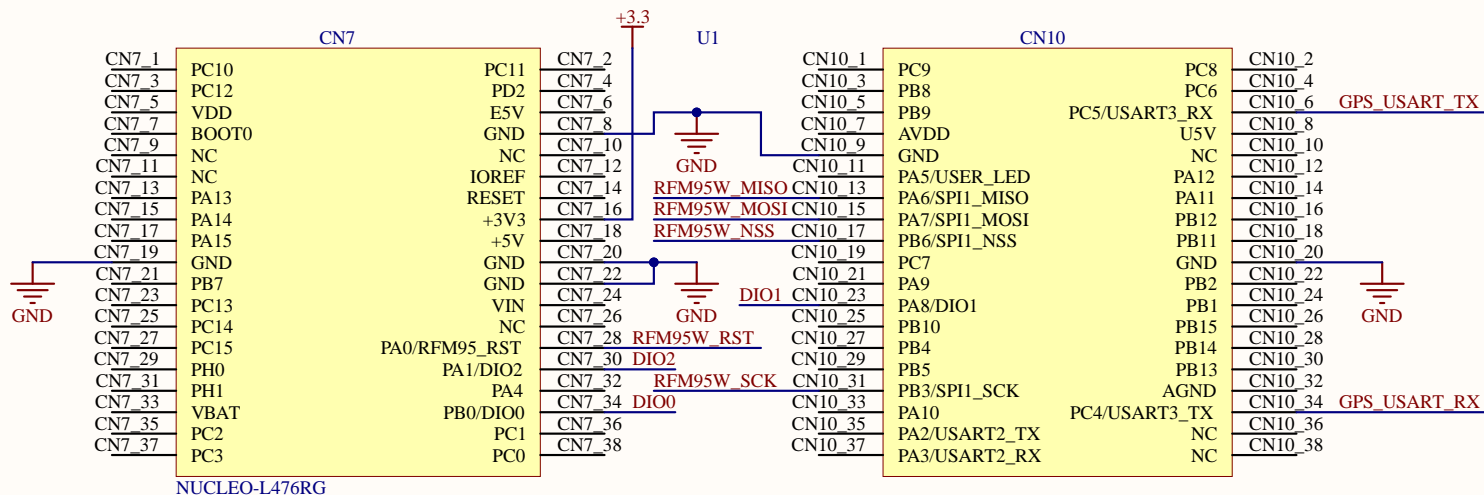 +3.3
CN7 U1 CN10
CN7_1 PC10 PC11 CN7_2 CN10_1 PC9 PC8 CN10_2
CN7_3 PC12 PD2 CN7_4 CN10_3 PB8 PC6 CN10_4
CN7_5 VDD E5V CN7_6 CN10_5 PB9 PC5/USART3_RX CN10_6 GPS_USART_TX
CN7_7 BOOT0 GND CN7_8 CN10_7 AVDD U5V CN10_8
CN7_9 NC NC CN7_10 GND CN10_9 GND NC CN10_10
CN7_11 NC IOREF CN7_12 CN10_11 PA5/USER_LED PA12 CN10_12
CN7_13 PA13 RESET CN7_14 RFM95W_MISO CN10_13 PA6/SPI1_MISO PA11 CN10_14
CN7_15 PA14 +3V3 CN7_16 RFM95W_MOSI CN10_15 PA7/SPI1_MOSI PB12 CN10_16
CN7_17 PA15 +5V CN7_18 RFM95W_NSS CN10_17 PB6/SPI1_NSS PB11 CN10_18
CN7_19 GND GND CN7_20 CN10_19 PC7 GND CN10_20
CN7_21 PB7 GND CN7_22 CN10_21 PA9 PB2 CN10_22
GND CN7_23 PC13 VIN CN7_24 GND DIO1 CN10_23 PA8/DIO1 PB1 CN10_24 GND
CN7_25 PC14 NC CN7_26 CN10_25 PB10 PB15 CN10_26
CN7_27 PC15 PA0/RFM95_RST CN7_28 RFM95W_RST CN10_27 PB4 PB14 CN10_28
CN7_29 PH0 PA1/DIO2 CN7_30 DIO2 CN10_29 PB5 PB13 CN10_30
CN7_31 PH1 PA4 CN7_32 RFM95W_SCK CN10_31 PB3/SPI1_SCK AGND CN10_32
CN7_33 VBAT PB0/DIO0 CN7_34 DIO0 CN10_33 PA10 PC4/USART3_TX CN10_34 GPS_USART_RX
CN7_35 PC2 PC1 CN7_36 CN10_35 PA2/USART2_TX NC CN10_36
CN7_37 PC3 PC0 CN7_38 CN10_37 PA3/USART2_RX NC CN10_38
NUCLEO-L476RG